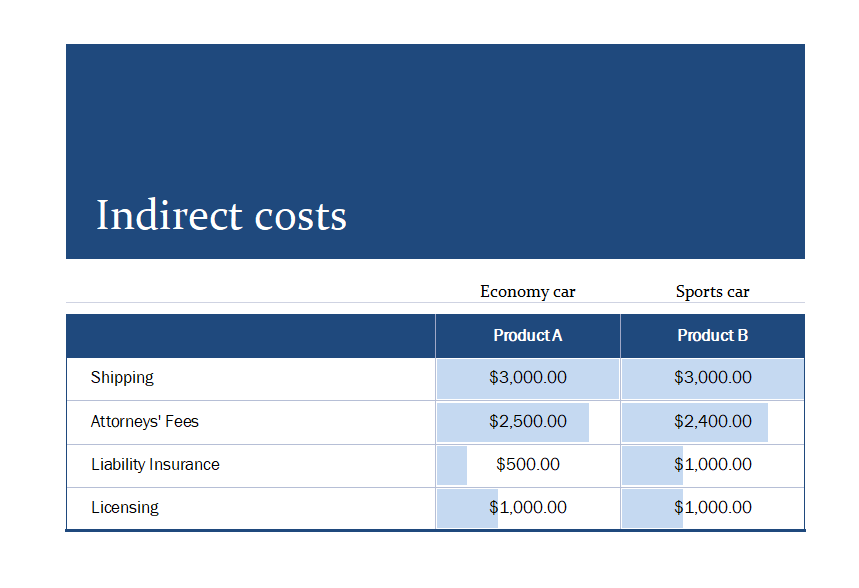 Indirect costs
Economy car Sports car
Product A Product B
Shipping $3,000.00 $3,000.00
Attorneys' Fees $2,500.00 $2,400.00
Liability Insurance $500.00 $1,000.00
Licensing $1,000.00 $1,000.00